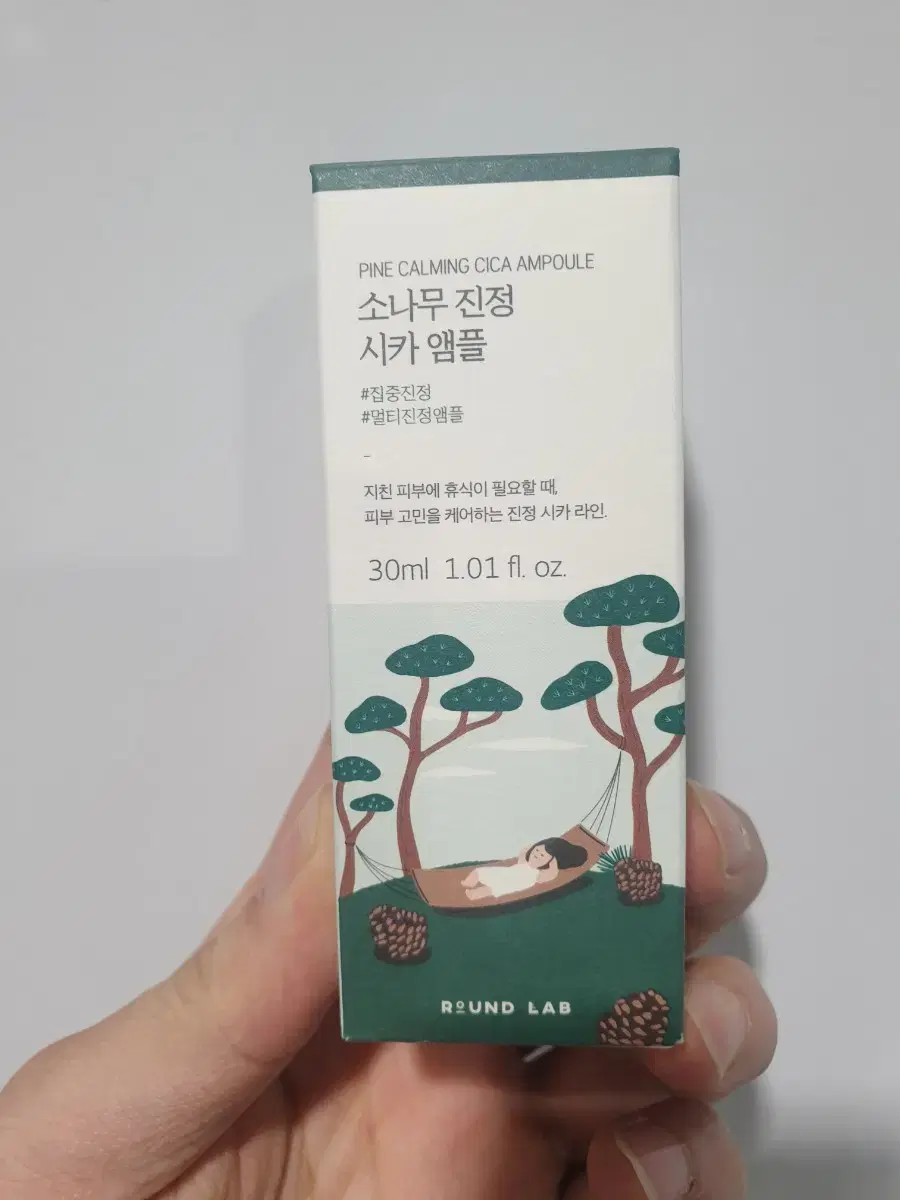 PINE CALMING CICA AMPOULE
소나무 진정
시카 앰플
#집중진정
#멀티진정앰플
-
지친 피부에 휴식이 필요할 때,
피부 고민을 케어하는 진정 시카 라인.
30ml 1.01 fl. oz.
ROUND LAB